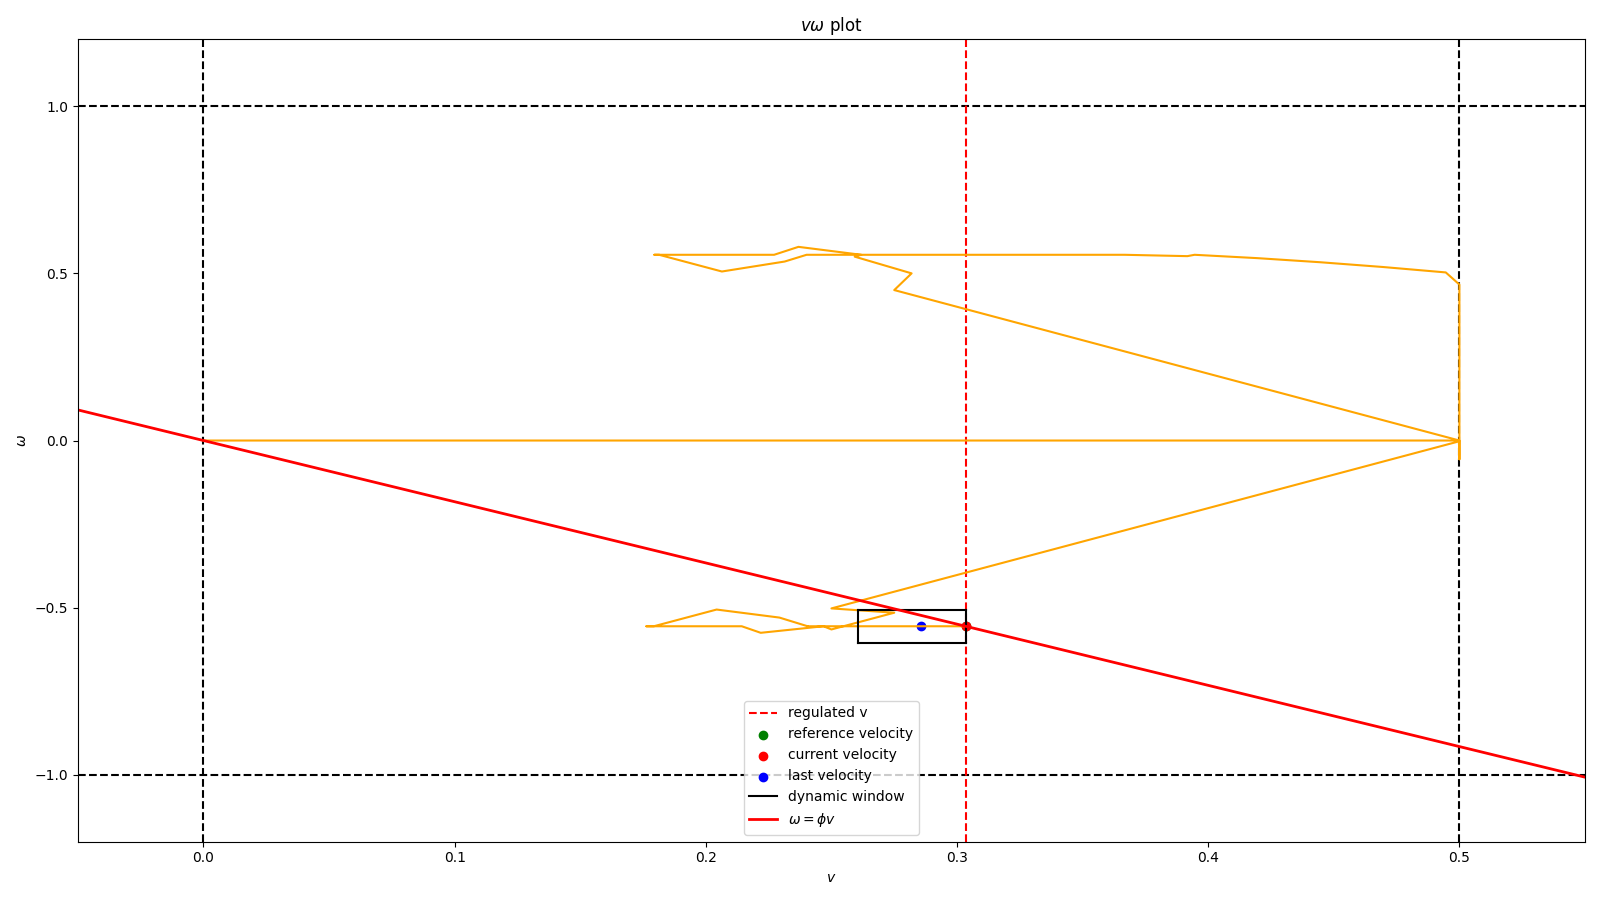 vω plot
1.0
0.5
0.0
−0.5
−1.0
ω
regulated v
reference velocity
current velocity
last velocity
dynamic window
ω = ϕv
0.0 0.1 0.2 0.3 0.4 0.5
v